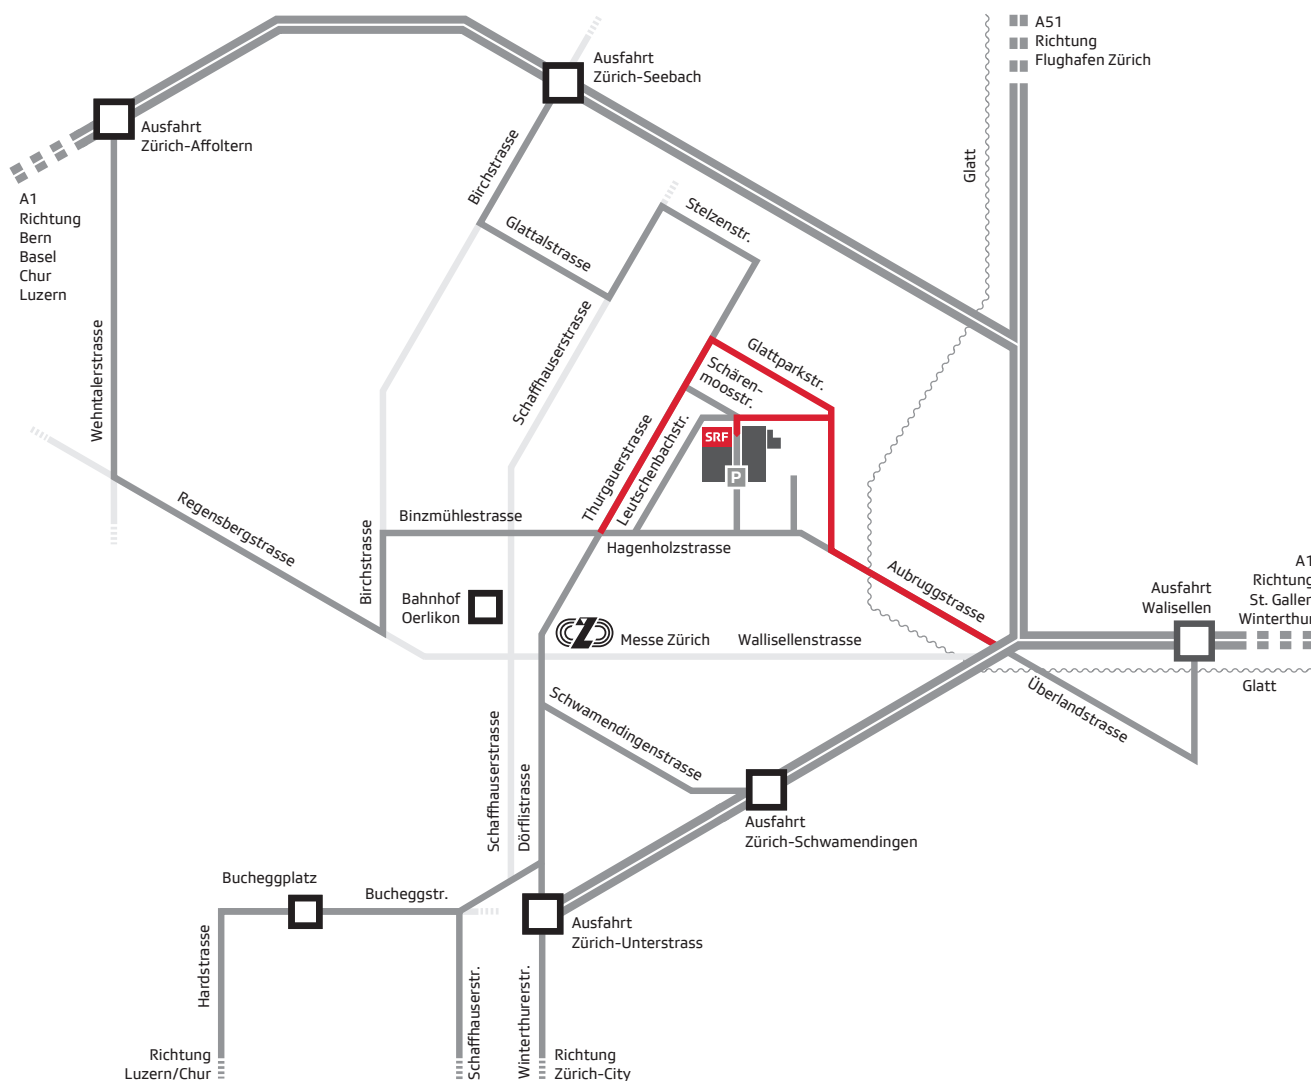 A51
Richtung
Flughafen Zürich
Ausfahrt
Zürich-Seebach
Ausfahrt
Zürich-Affoltern
Birchstrasse
Glatt
A1
Richtung
Bern
Basel
Chur
Luzern
Stelzenstr.
Glattalstrasse
Schaffhauserstrasse
Wehntalerstrasse
Glattparkstr.
Schären-
moosstr.
Thurgauerstrasse
Leutschenbachstr.
SRF
P
Regensbergstrasse
Binzmühlestrasse
Hagenholzstrasse
Birchstrasse
Bahnhof
Oerlikon
Aubruggstrasse
Ausfahrt
Walisellen
A1
Richtung
St. Gallen
Winterthur
Messe Zürich
Wallisellenstrasse
Glatt
Überlandstrasse
Schwamendingenstrasse
Schaffhauserstrasse
Dörflistrasse
Ausfahrt
Zürich-Schwamendingen
Bucheggplatz
Bucheggstr.
Ausfahrt
Zürich-Unterstrass
Hardstrasse
Schaffhauserstr.
Winterthurerstr.
Richtung
Luzern/Chur
Richtung
Zürich-City